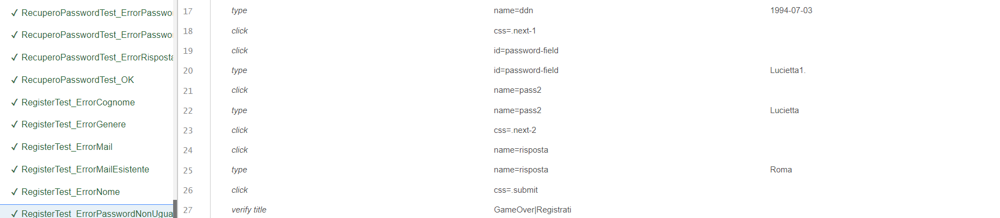 ✓ RecuperoPasswordTest_ErrorPasswo
✓ RecuperoPasswordTest_ErrorPasswo
✓ RecuperoPasswordTest_ErrorRisposta
✓ RecuperoPasswordTest_OK
✓ RegisterTest_ErrorCognome
✓ RegisterTest_ErrorGenere
✓ RegisterTest_ErrorMail
✓ RegisterTest_ErrorMailEsistente
✓ RegisterTest_ErrorNome
✓ RegisterTest_ErrorPasswordNonUgua
17 type name=ddn 1994-07-03
18 click css=.next-1
19 click id=password-field
20 type id=password-field Lucietta1.
21 click name=pass2
22 type name=pass2 Lucietta
23 click css=.next-2
24 click name=risposta
25 type name=risposta Roma
26 click css=.submit
27 verify title GameOver|Registrati